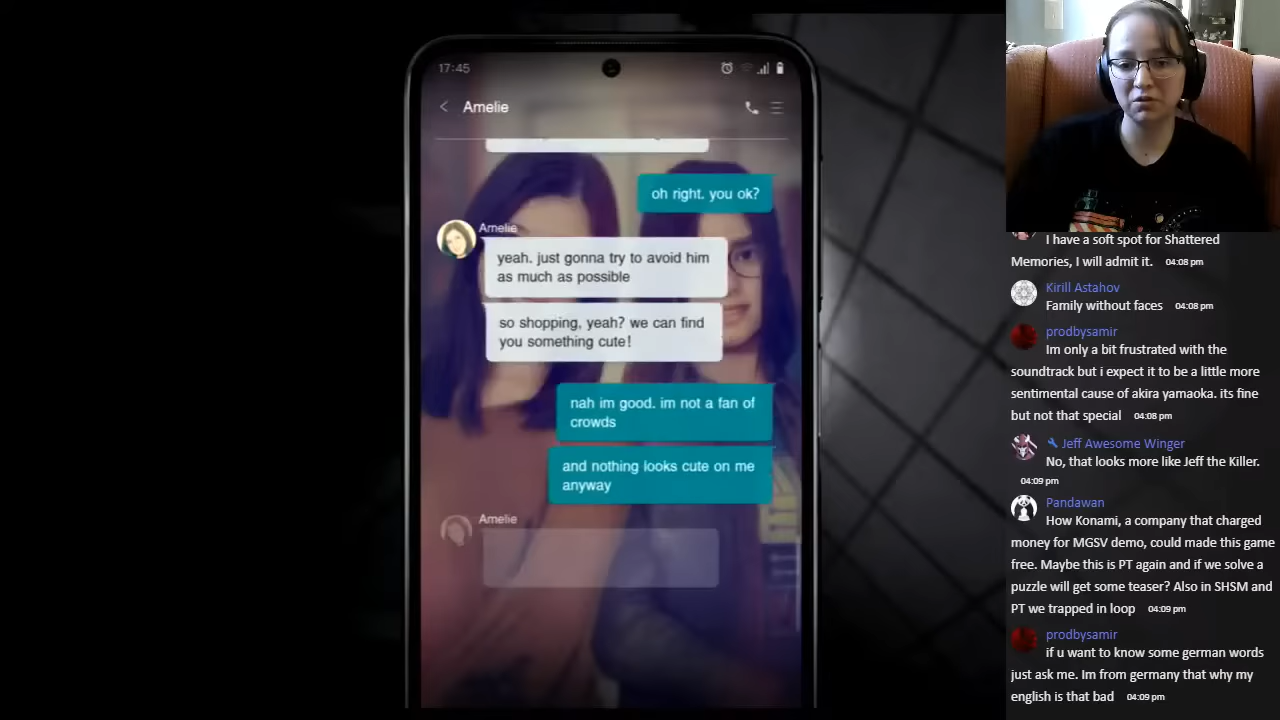 17:45
Amelie
oh right. you ok?
Amelie
yeah. just gonna try to avoid him
as much as possible
so shopping, yeah? we can find
you something cute!
nah im good. im not a fan of
crowds
and nothing looks cute on me
anyway
Amelie
I have a soft spot for Shattered
Memories, I will admit it. 04:08 pm
Kirill Astahov
Family without faces 04:08 pm
prodbysamir
Im only a bit frustrated with the
soundtrack but i expect it to be a little more
sentimental cause of akira yamaoka. its fine
but not that special 04:08 pm
Jeff Awesome Winger
No, that looks more like Jeff the Killer.
04:09 pm
Pandawan
How Konami, a company that charged
money for MGSV demo, could made this game
free. Maybe this is PT again and if we solve a
puzzle will get some teaser? Also in SHSM and
PT we trapped in loop 04:09 pm
prodbysamir
if u want to know some german words
just ask me. Im from germany that why my
english is that bad 04:09 pm